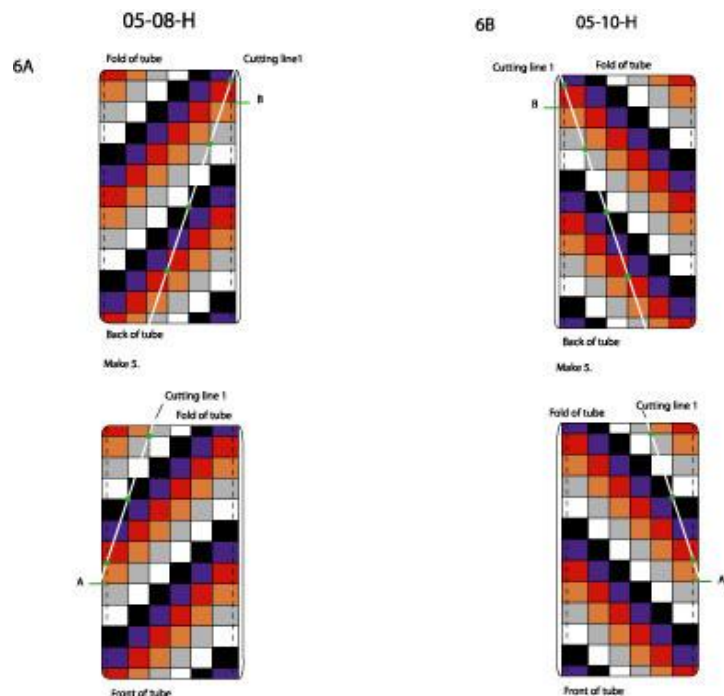 05-08-H
6A
Fold of tube
Cutting line1
B
Back of tube
Make 5.
Cutting line 1
Fold of tube
A
Front of tube
05-10-H
6B
Fold of tube
Cutting line 1
B
Back of tube
Make 5.
Fold of tube
Cutting line 1
A
Front of tube